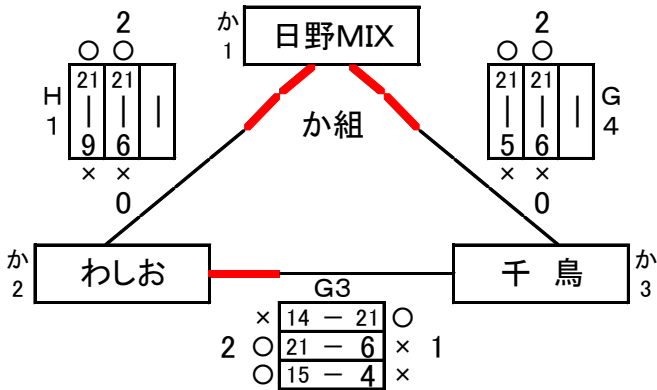 か
1
日野MIX
2
○ ○
21 21
H 1
| | |
9 6
× ×
0
か組
2
○ ○
21 21
G 4
| | |
5 6
× ×
0
か
2
わしお
千 鳥
か
3
G3
× 14 － 21 ○
2 ○ 21 － 6 × 1
○ 15 － 4 ×